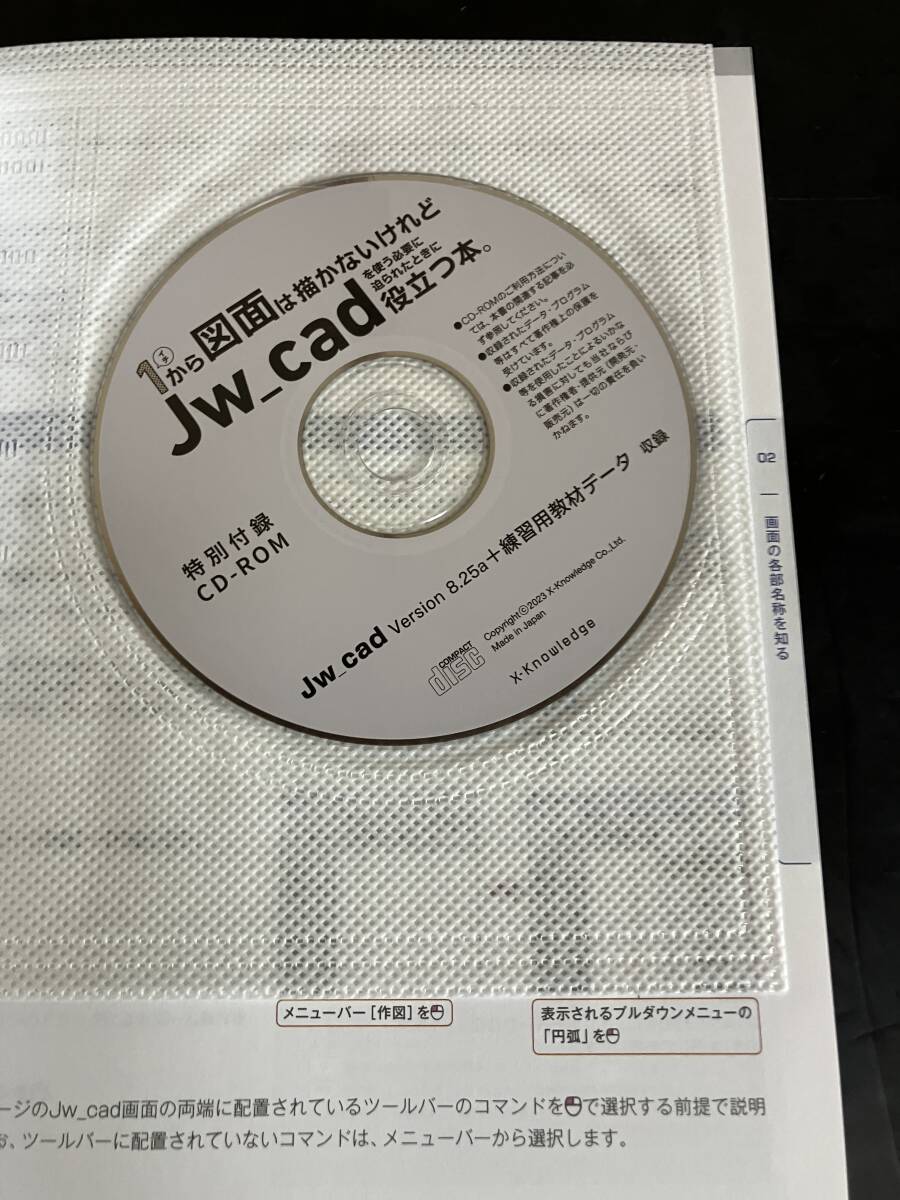 1から図面は描かないけれど
イチ
Jw_cad
を使う必要に
迫られたときに
役立つ本。
●CD-ROMのご利用方法につい
ては、本書の関連する記事を必
ず参照してください。
●収録されたデータ・プログラム
等はすべて著作権上の保護を
受けています。
●収録されたデータ・プログラム
等を使用したことによるいかな
る損害に対しても当社ならび
に著作権者・提供元(開発元・
販売元)は一切の責任を負い
かねます。
特別付録
CD-ROM
Jw_cad Version 8.25a+練習用教材データ 収録
COMPACT
disc
Copyright©2023 X-Knowledge Co.,Ltd.
Made in Japan
X-Knowledge
02
画面の各部名称を知る
メニューバー[作図]を
表示されるプルダウンメニューの
「円弧」を
ージのJw_cad画面の両端に配置されているツールバーのコマンドをで選択する前提で説明
お、ツールバーに配置されていないコマンドは、メニューバーから選択します。